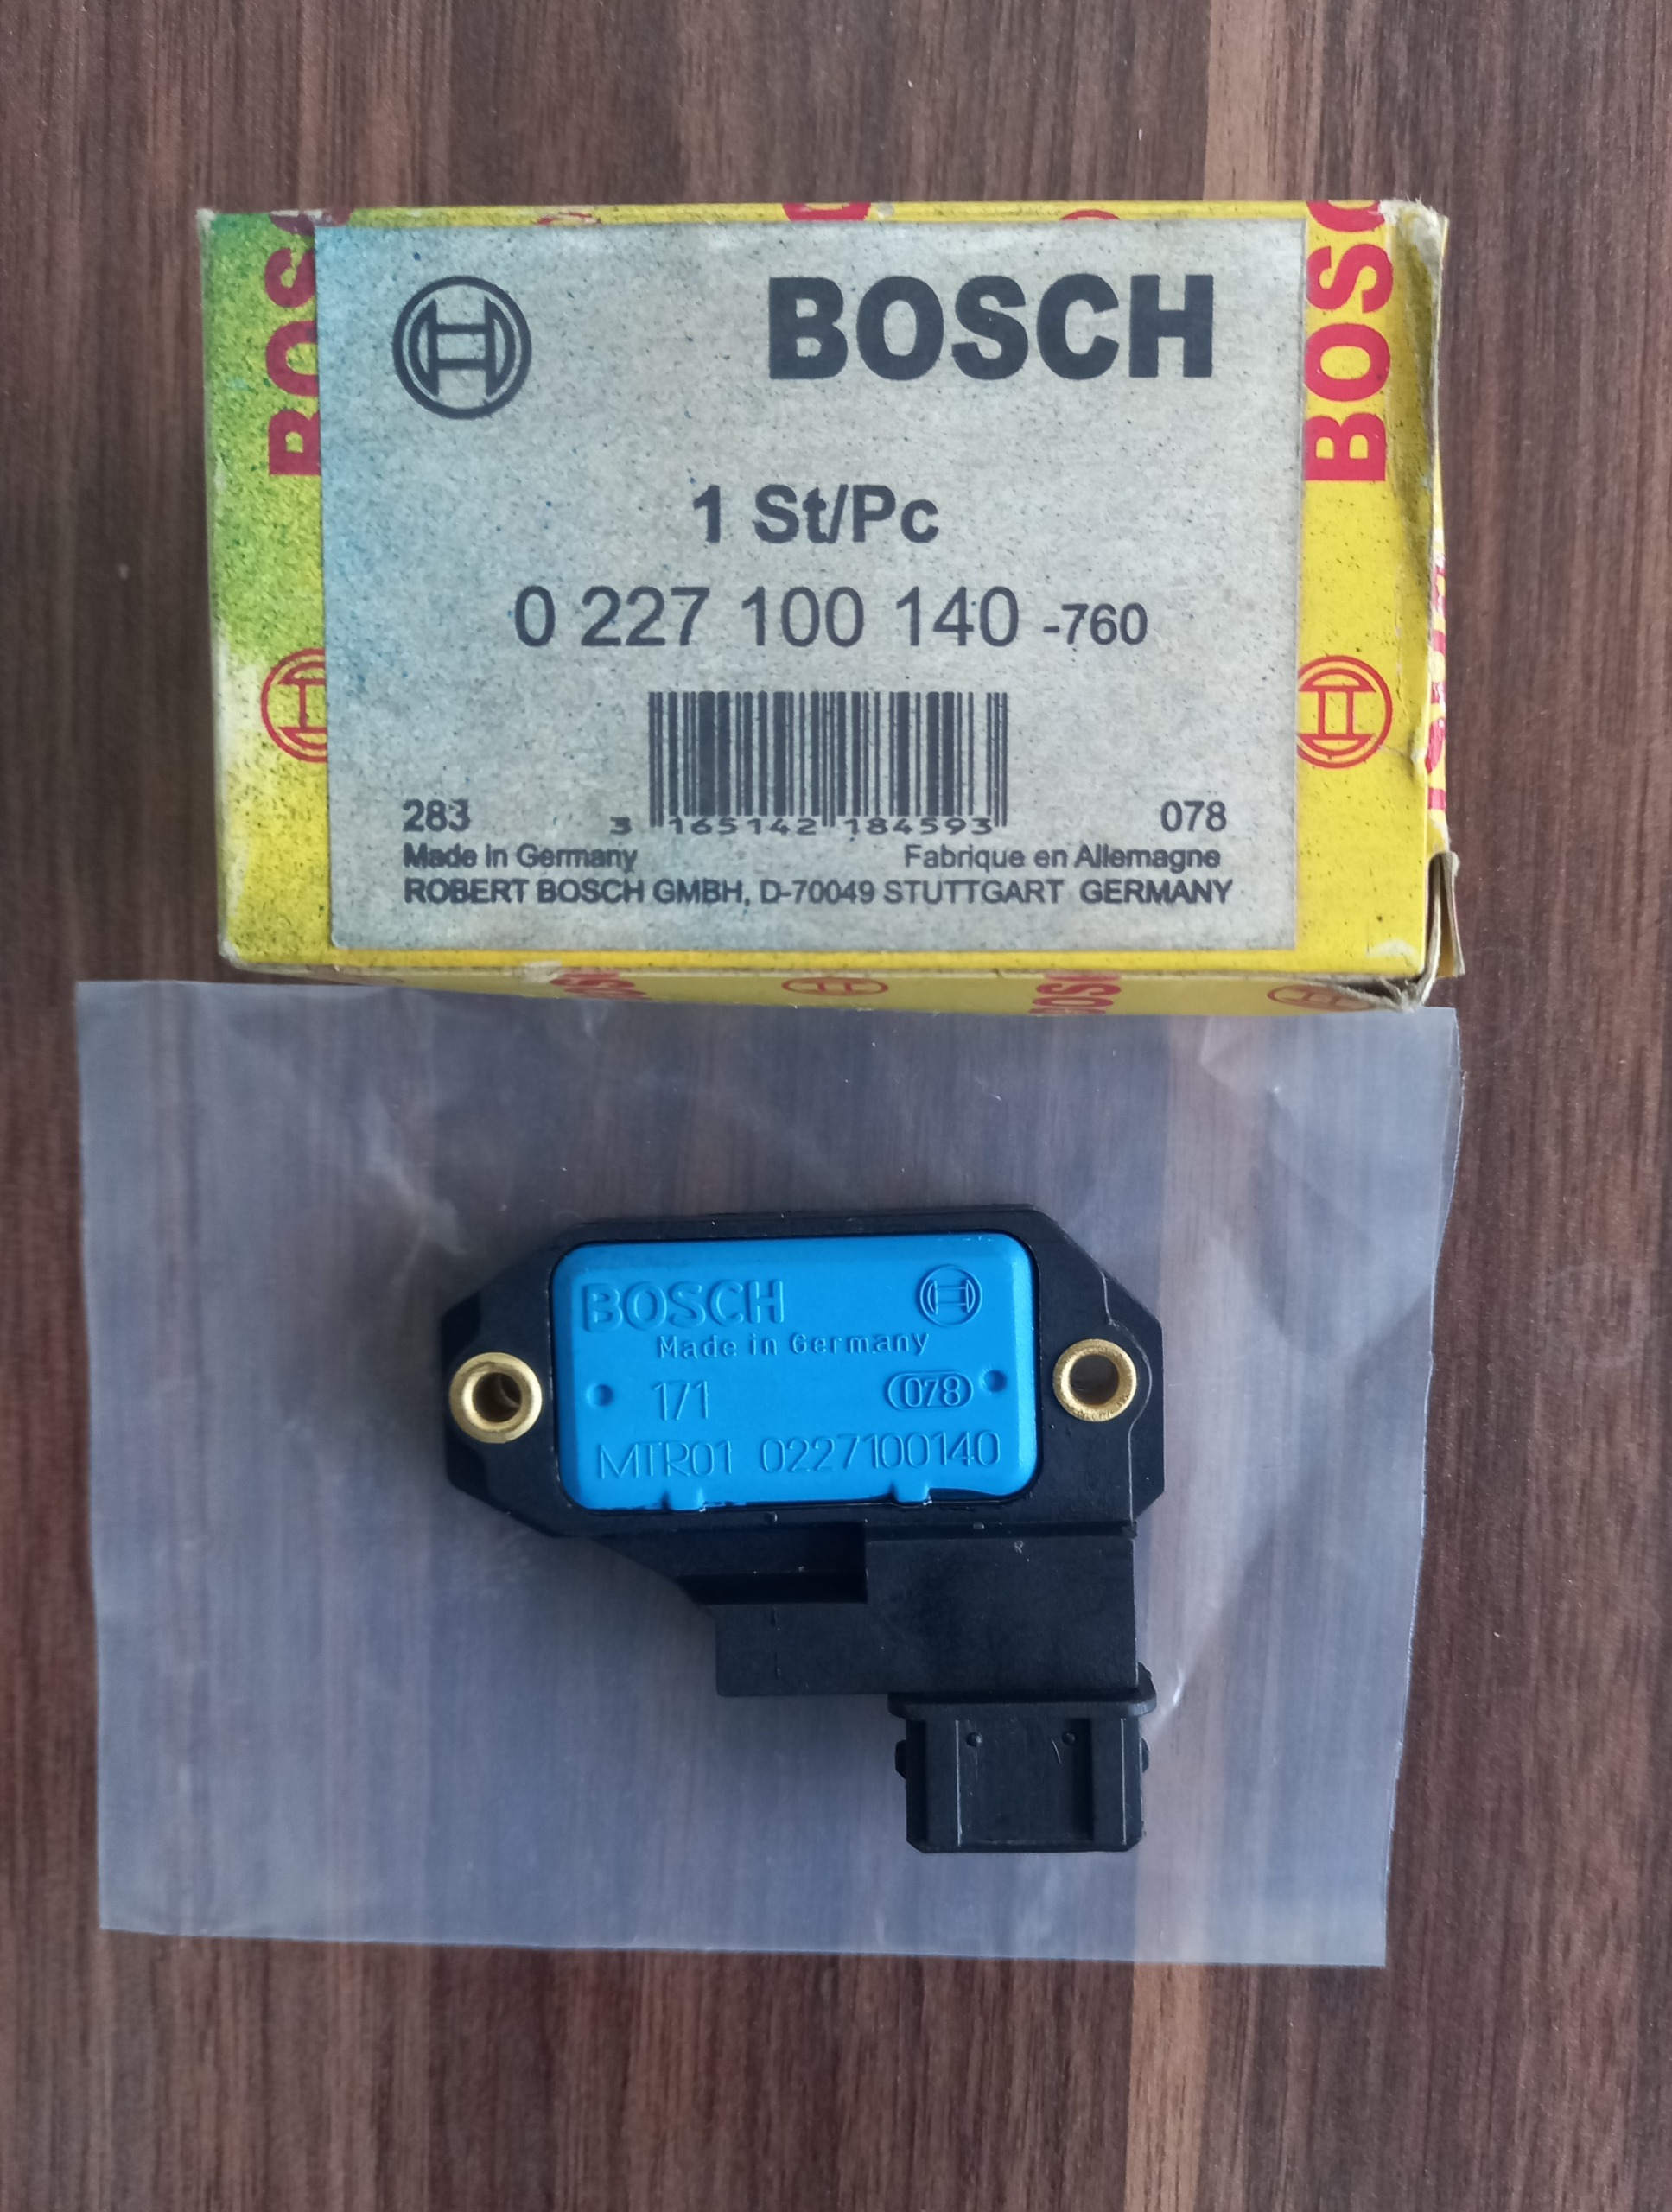 BOSCH
1 St/Pc
0 227 100 140 -760
283
3 165142 184593
078
Made in Germany
Fabrique en Allemagne
ROBERT BOSCH GMBH, D-70049 STUTTGART GERMANY
BOSCH
Made in Germany
171 078
MTR01 0227100140